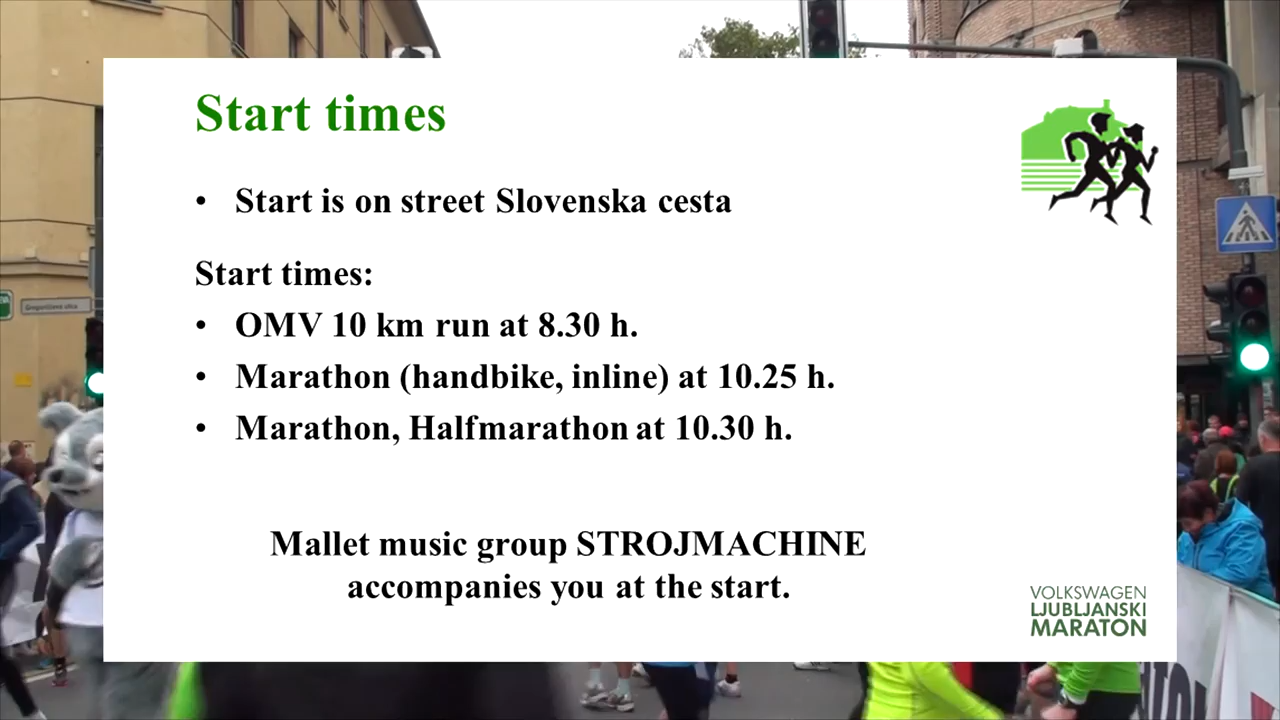 Start times
• Start is on street Slovenska cesta
Start times:
• OMV 10 km run at 8.30 h.
• Marathon (handbike, inline) at 10.25 h.
• Marathon, Halfmarathon at 10.30 h.
Mallet music group STROJMACHINE
accompanies you at the start.
VOLKSWAGEN
LJUBLJANSKI
MARATON